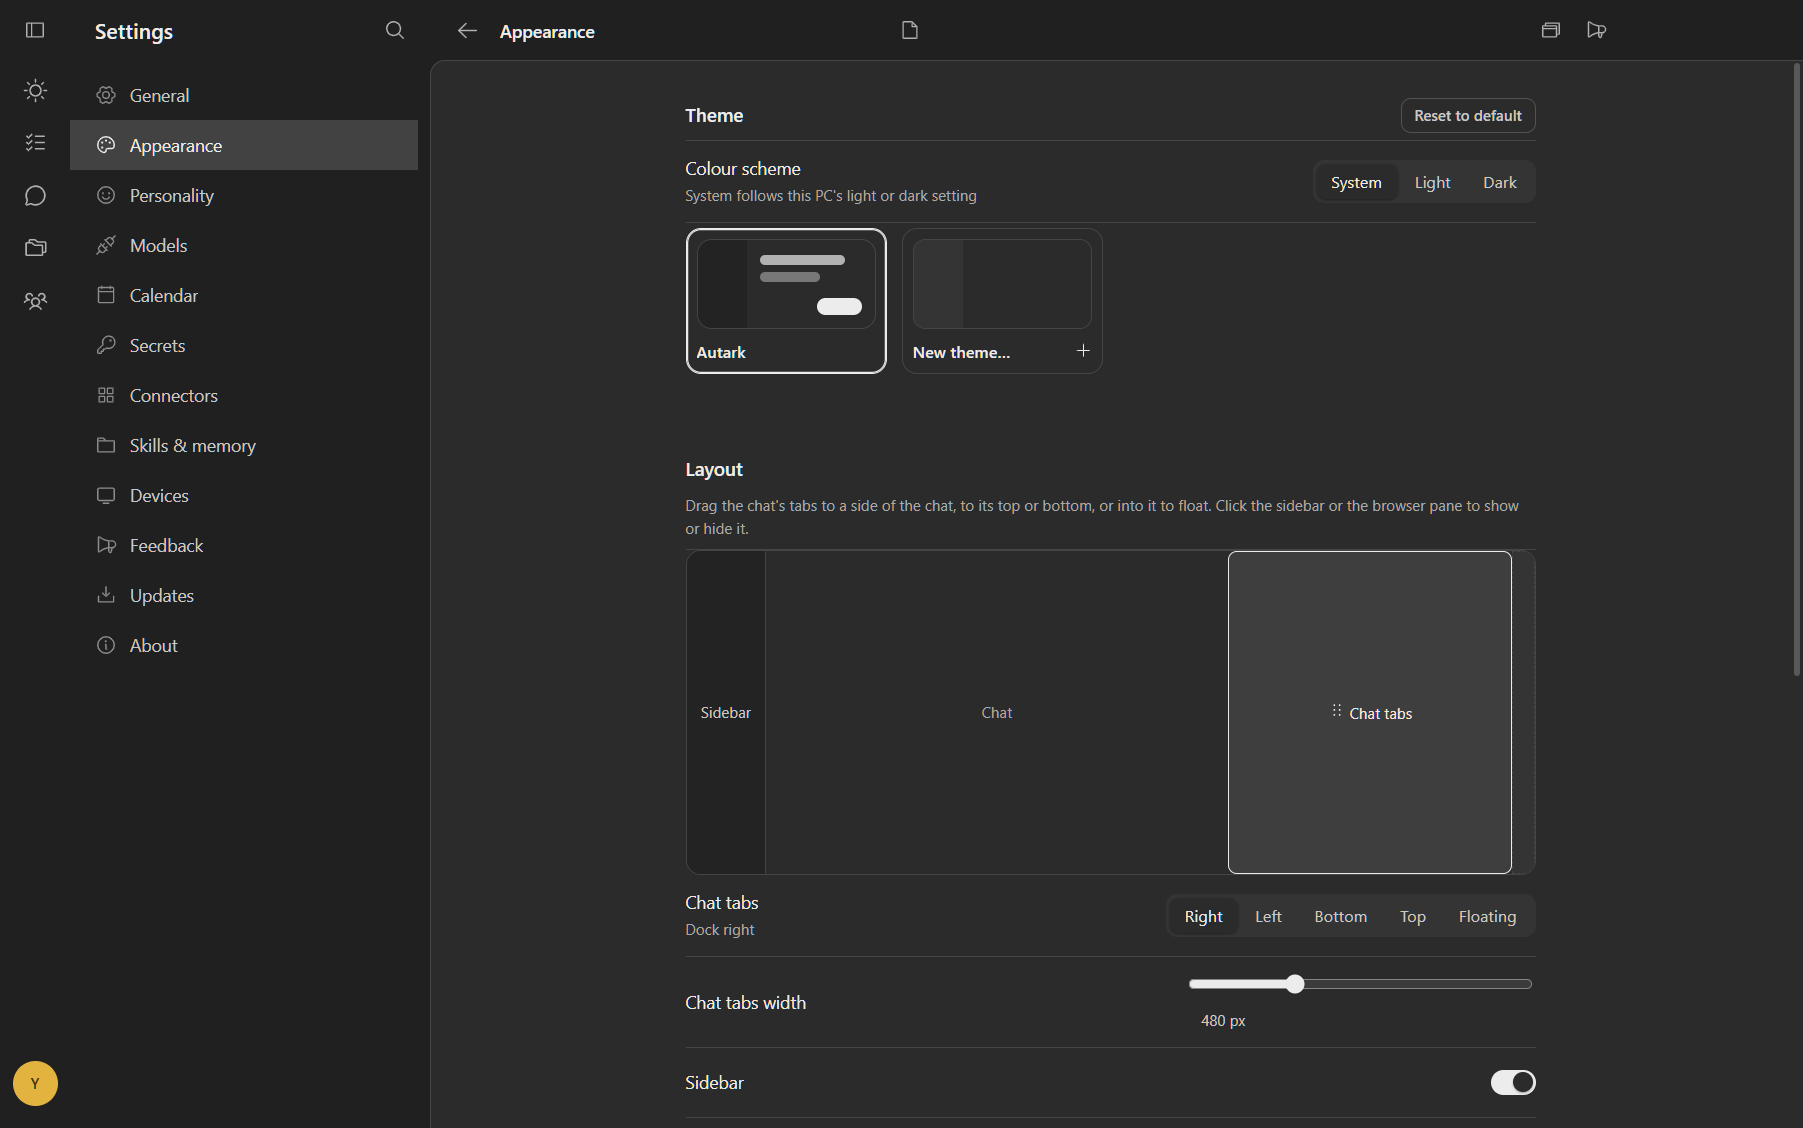 Settings
Appearance
General
Appearance
Personality
Models
Calendar
Secrets
Connectors
Skills & memory
Devices
Feedback
Updates
About
Y
Theme
Reset to default
Colour scheme
System follows this PC's light or dark setting
System Light Dark
Autark
New theme...
Layout
Drag the chat's tabs to a side of the chat, to its top or bottom, or into it to float. Click the sidebar or the browser pane to show
or hide it.
Sidebar
Chat
Chat tabs
Chat tabs
Dock right
Right Left Bottom Top Floating
Chat tabs width
480 px
Sidebar